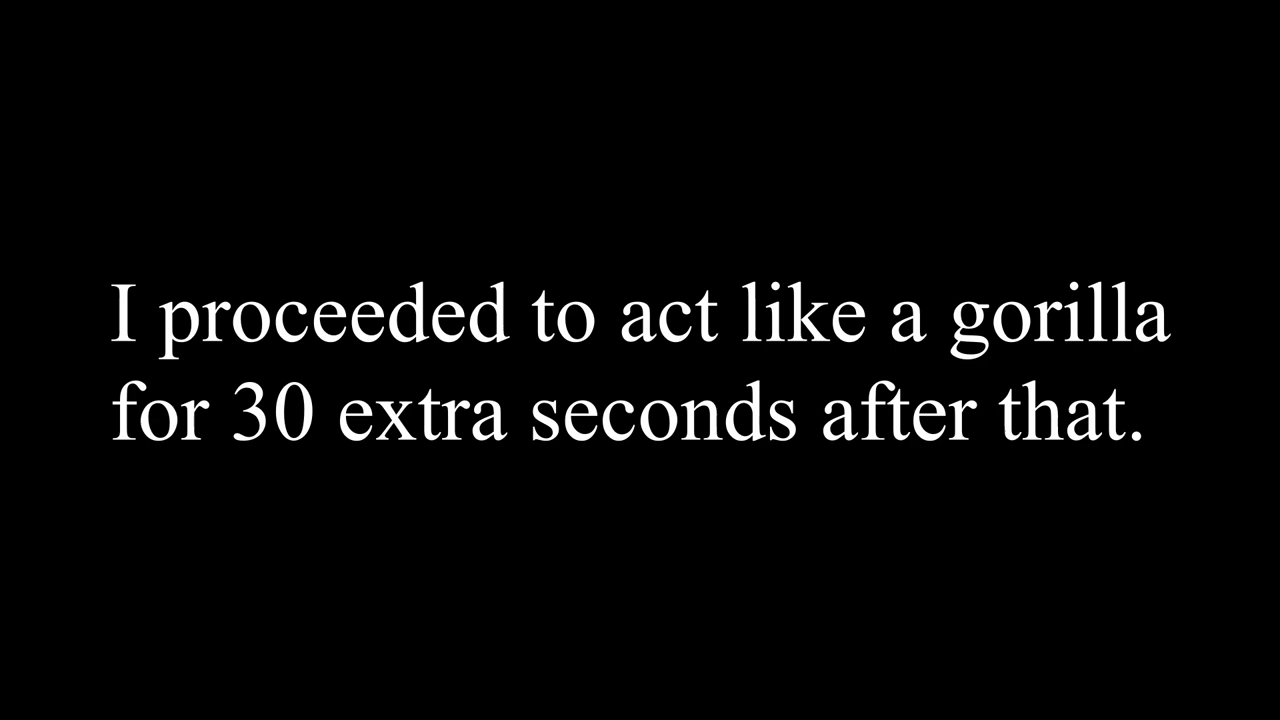 I proceeded to act like a gorilla
for 30 extra seconds after that.